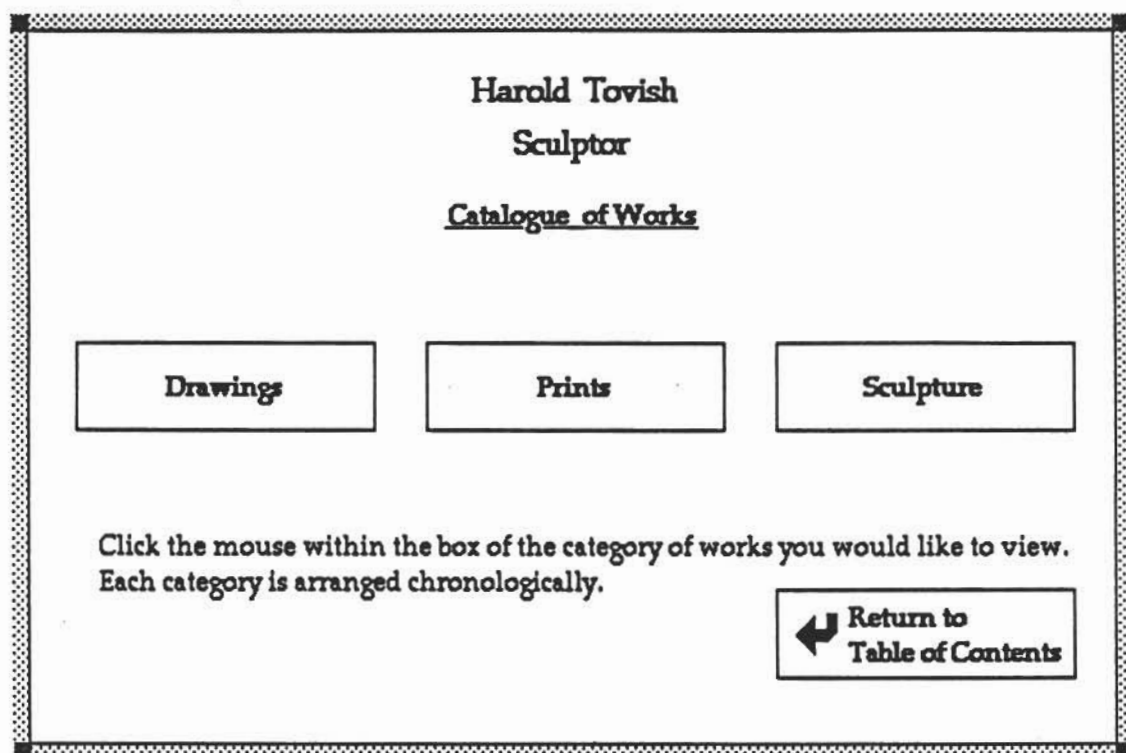 Harold Tovish
Sculptor
Catalogue of Works
Drawings
Prints
Sculpture
Click the mouse within the box of the category of works you would like to view.
Each category is arranged chronologically.
Return to
Table of Contents